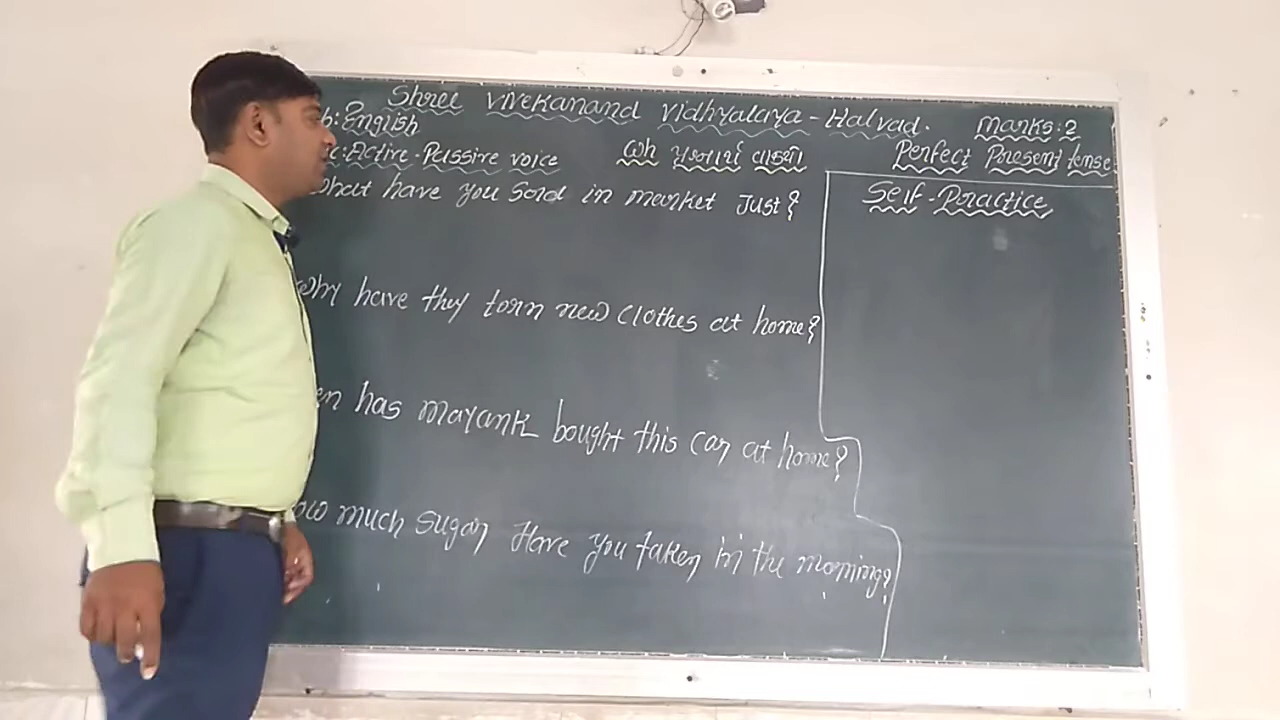 Shree Vivekanand Vidhyalaya - Halvad.
English
Marks:2
Active-Passive voice
Wh પ્રશ્નાર્થ વાક્યો
Perfect Present tense
Self-Practice
What have you sold in market Just?
Why have they torn new clothes at home?
has mayank bought this car at home?
much sugar Have you taken in the morning?